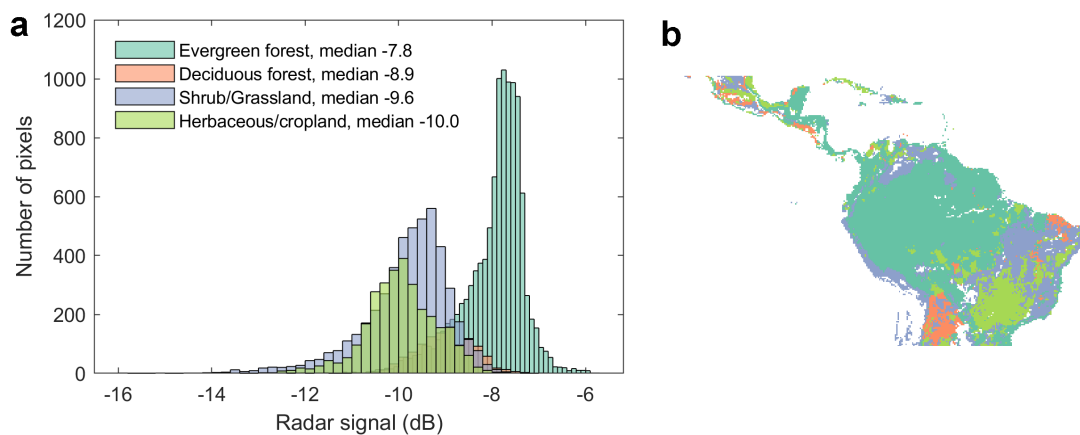 a
b
1200
1000
800
600
400
200
0
Number of pixels
Evergreen forest, median -7.8
Deciduous forest, median -8.9
Shrub/Grassland, median -9.6
Herbaceous/cropland, median -10.0
-16 -14 -12 -10 -8 -6
Radar signal (dB)